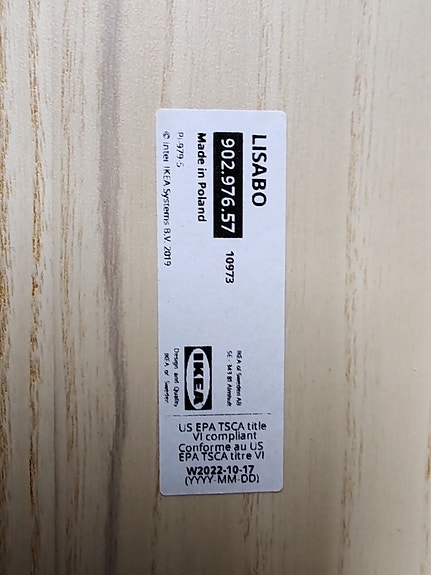 LISABO
902.976.57
10973
Made in Poland
PI-979-5
© Inter IKEA Systems B.V. 2019
IKEA of Sweden AB
SE - 343 81 Älmhult
IKEA
Design and Quality
IKEA of Sweden
US EPA TSCA title
VI compliant
Conforme au US
EPA TSCA titre VI
W2022-10-17
(YYYY-MM-DD)